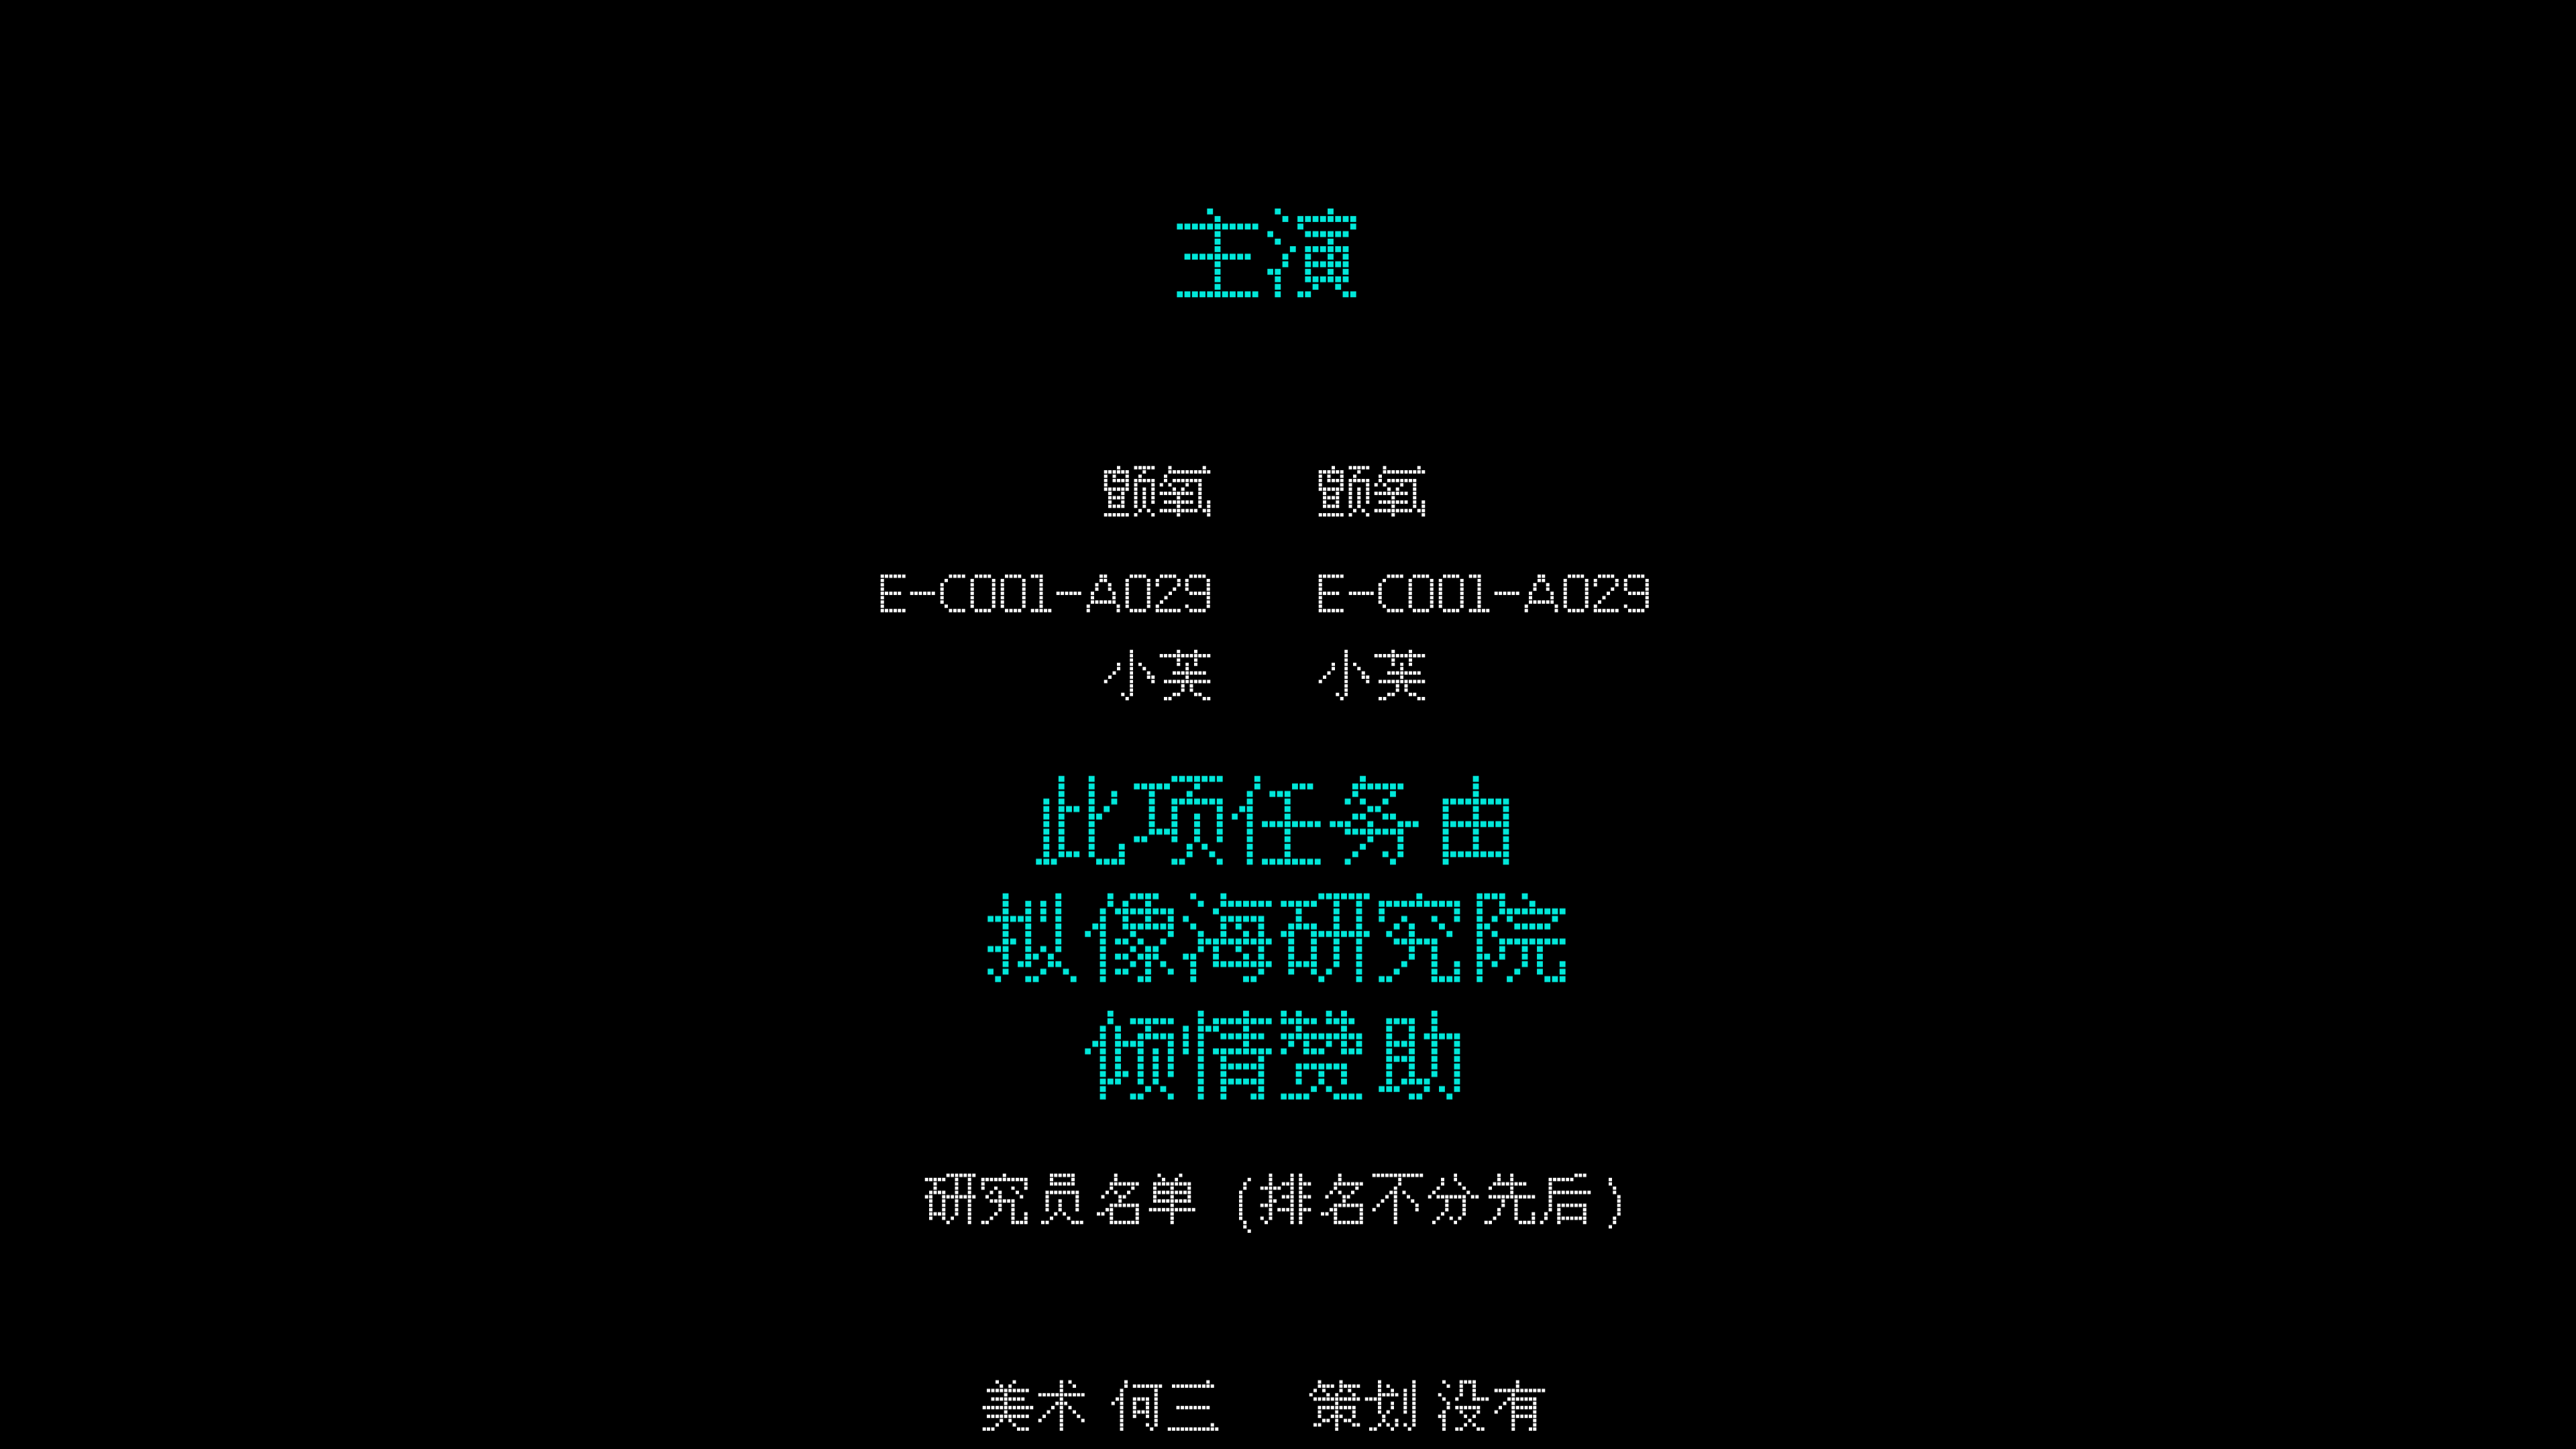 主演
颤氧 颤氧
E-C001-A029 E-C001-A029
小芙 小芙
此项任务由
拟像海研究院
倾情赞助
研究员名单（排名不分先后）
美术 何三 策划 没有